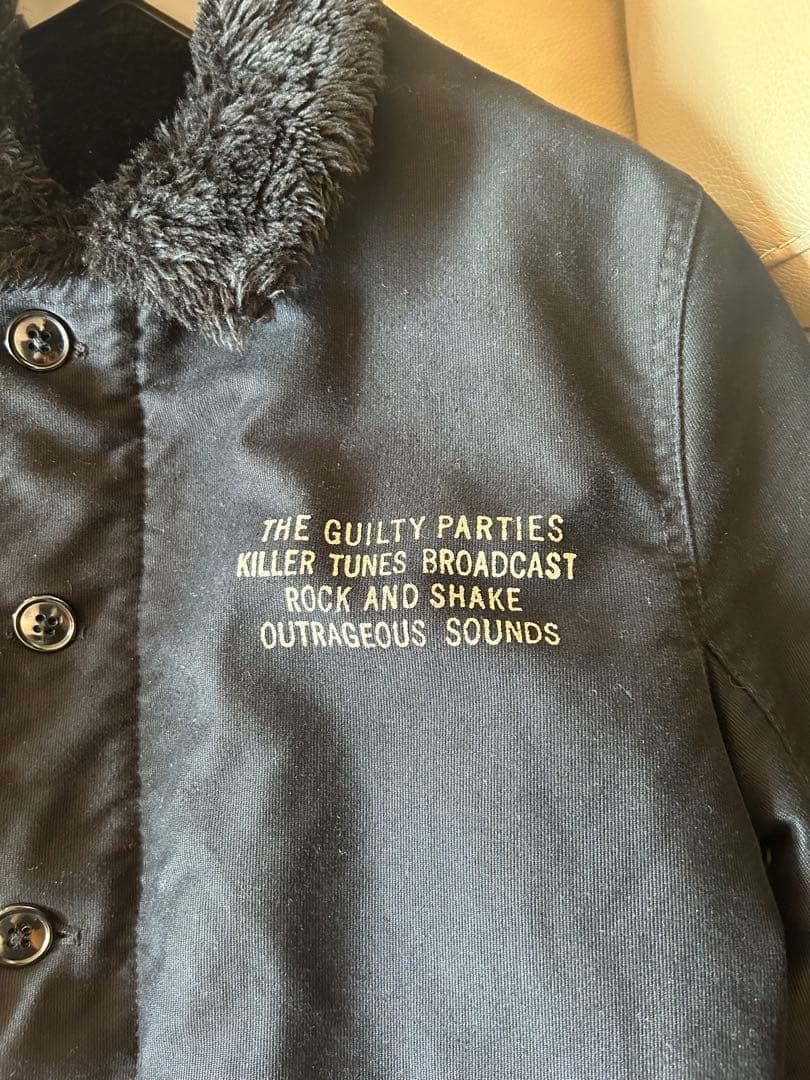 THE GUILTY PARTIES
KILLER TUNES BROADCAST
ROCK AND SHAKE
OUTRAGEOUS SOUNDS